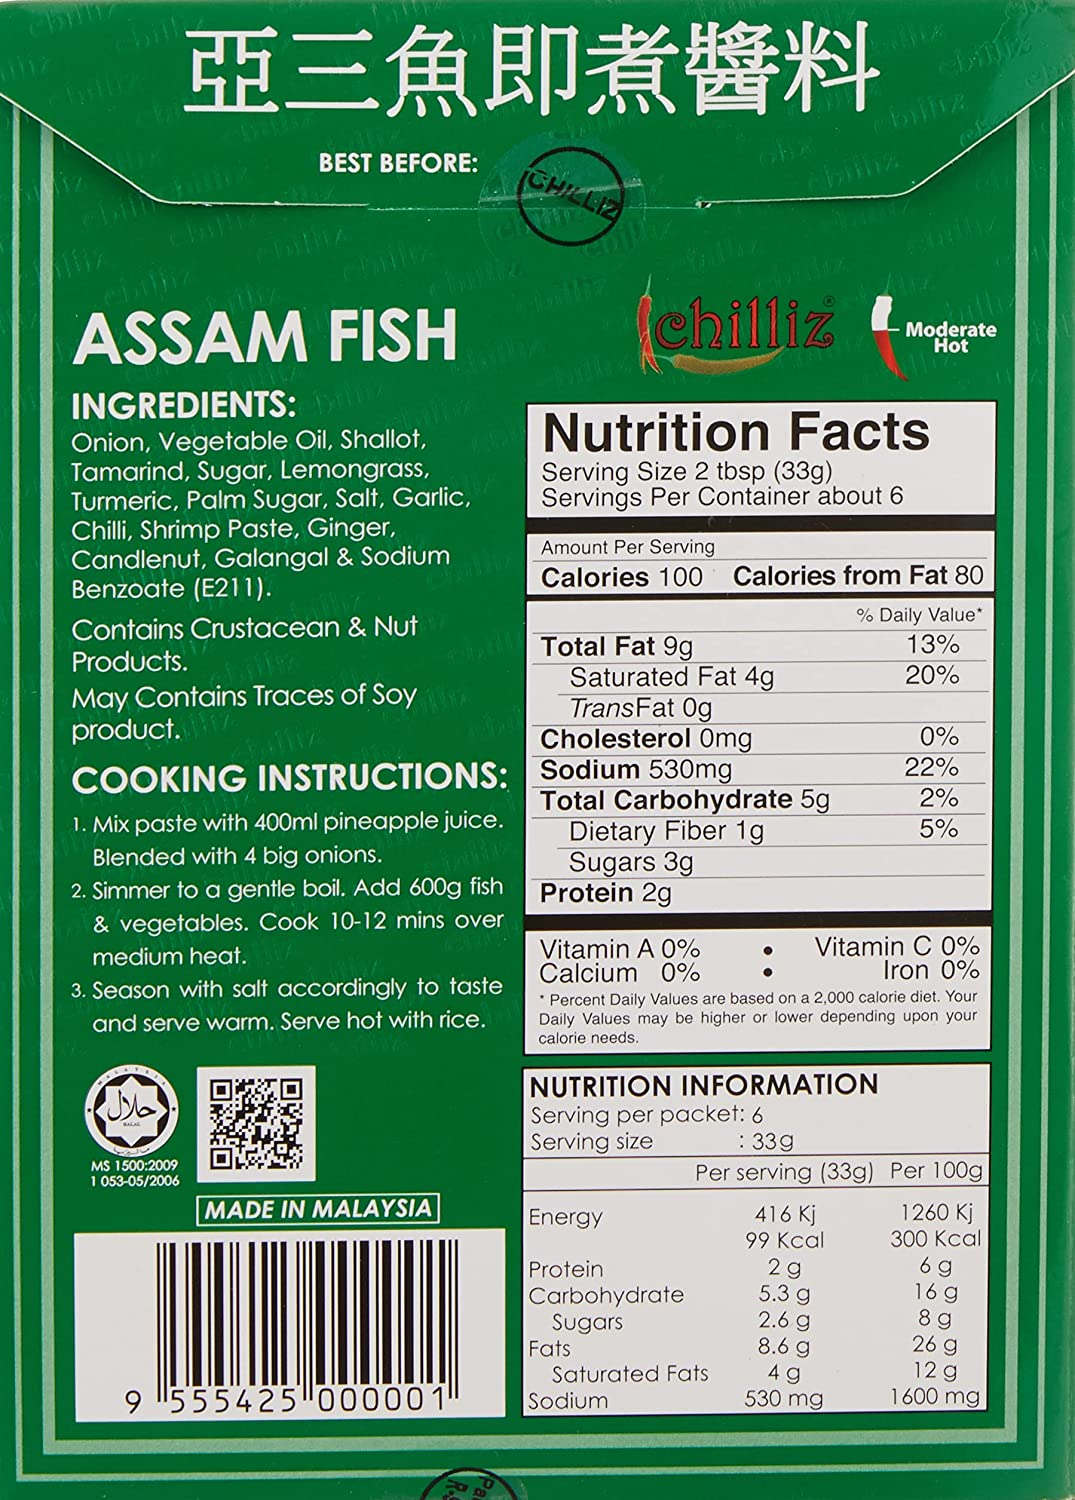 亞三魚即煮醬料
BEST BEFORE:
CHILLIZ
ASSAM FISH
chilliz®
Moderate
Hot
INGREDIENTS:
Onion, Vegetable Oil, Shallot,
Tamarind, Sugar, Lemongrass,
Turmeric, Palm Sugar, Salt, Garlic,
Chilli, Shrimp Paste, Ginger,
Candlenut, Galangal & Sodium
Benzoate (E211).
Contains Crustacean & Nut
Products.
May Contains Traces of Soy
product.
COOKING INSTRUCTIONS:
1. Mix paste with 400ml pineapple juice.
Blended with 4 big onions.
2. Simmer to a gentle boil. Add 600g fish
& vegetables. Cook 10-12 mins over
medium heat.
3. Season with salt accordingly to taste
and serve warm. Serve hot with rice.
MALAYSIA
حلال
HALAL
ماليزيا
MS 1500:2009
1 053-05/2006
MADE IN MALAYSIA
9 555425 000001
Nutrition Facts
Serving Size 2 tbsp (33g)
Servings Per Container about 6
Amount Per Serving
Calories 100 Calories from Fat 80
% Daily Value*
Total Fat 9g 13%
Saturated Fat 4g 20%
TransFat 0g
Cholesterol 0mg 0%
Sodium 530mg 22%
Total Carbohydrate 5g 2%
Dietary Fiber 1g 5%
Sugars 3g
Protein 2g
Vitamin A 0% • Vitamin C 0%
Calcium 0% • Iron 0%
* Percent Daily Values are based on a 2,000 calorie diet. Your
Daily Values may be higher or lower depending upon your
calorie needs.
NUTRITION INFORMATION
Serving per packet: 6
Serving size : 33g
Per serving (33g) Per 100g
Energy 416 Kj 1260 Kj
99 Kcal 300 Kcal
Protein 2 g 6 g
Carbohydrate 5.3 g 16 g
Sugars 2.6 g 8 g
Fats 8.6 g 26 g
Saturated Fats 4 g 12 g
Sodium 530 mg 1600 mg